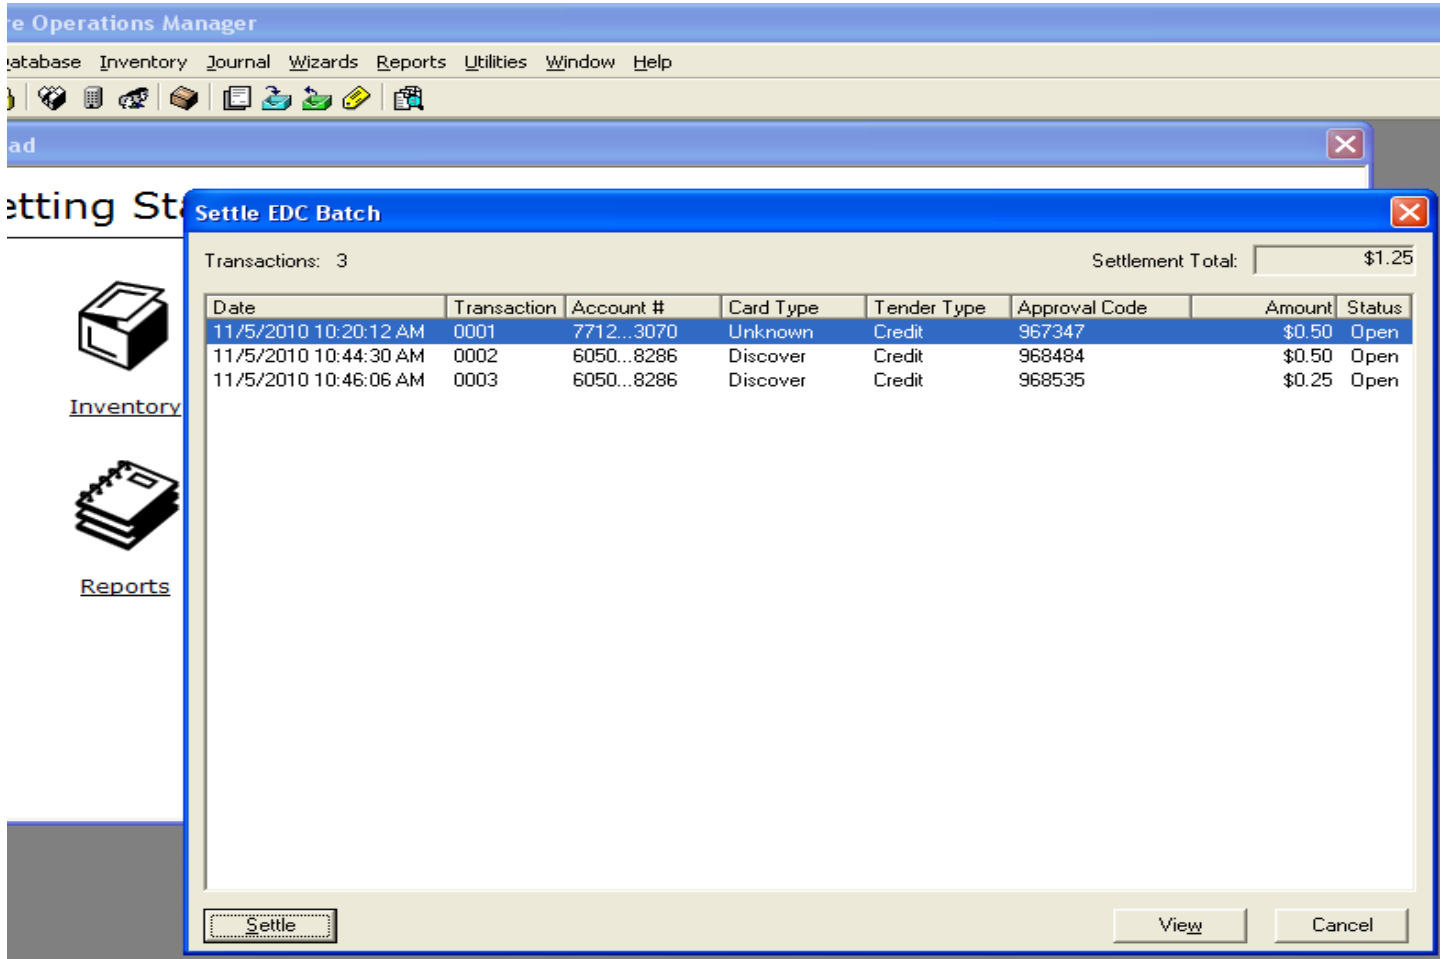 re Operations Manager
atabase Inventory Journal Wizards Reports Utilities Window Help
ad
etting Sta
Settle EDC Batch
Transactions: 3 Settlement Total: $1.25
Date Transaction Account # Card Type Tender Type Approval Code Amount Status
11/5/2010 10:20:12 AM 0001 7712...3070 Unknown Credit 967347 $0.50 Open
11/5/2010 10:44:30 AM 0002 6050...8286 Discover Credit 968484 $0.50 Open
11/5/2010 10:46:06 AM 0003 6050...8286 Discover Credit 968535 $0.25 Open
Inventory
Reports
Settle View Cancel